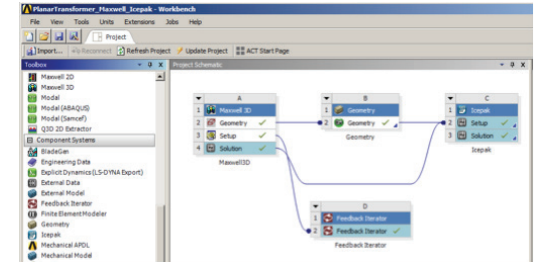 PlanarTransformer_Maxwell_Icepak - Workbench
File View Tools Units Extensions Jobs Help
Project
Import... Reconnect Refresh Project Update Project ACT Start Page
Toolbox
Project Schematic
Maxwell 2D
Maxwell 3D
Modal
Modal (ABAQUS)
Modal (Samcef)
Q3D 2D Extractor
Component Systems
BladeGen
Engineering Data
Explicit Dynamics (LS-DYNA Export)
External Data
External Model
Feedback Iterator
Finite Element Modeler
Geometry
Icepak
Mechanical APDL
Mechanical Model
A
1 Maxwell 3D
2 Geometry
3 Setup
4 Solution
Maxwell3D
B
1 Geometry
2 Geometry
Geometry
C
1 Icepak
2 Setup
3 Solution
Icepak
D
1 Feedback Iterator
2 Feedback Iterator
Feedback Iterator